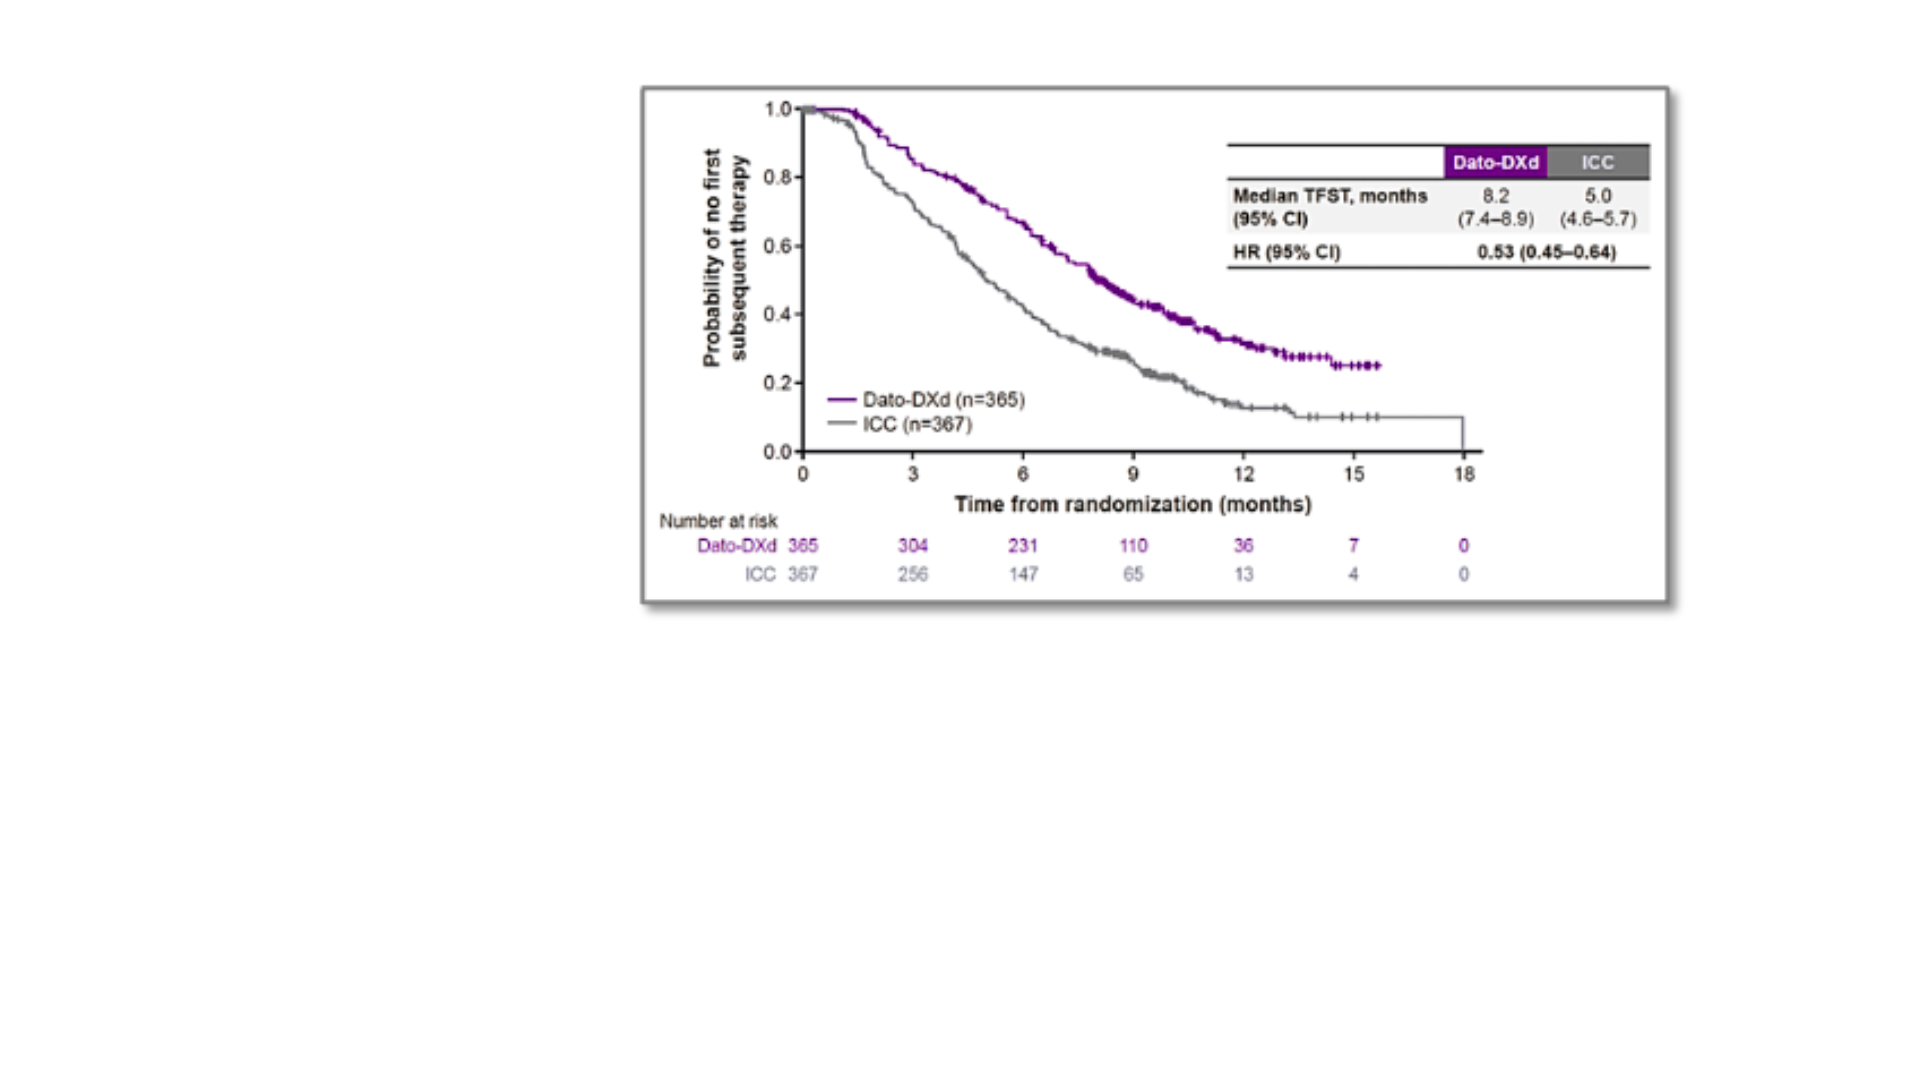 Probability of no first
subsequent therapy
1.0
0.8
0.6
0.4
0.2
0.0
Dato-DXd ICC
Median TFST, months 8.2 5.0
(95% CI) (7.4–8.9) (4.6–5.7)
HR (95% CI) 0.53 (0.45–0.64)
Dato-DXd (n=365)
ICC (n=367)
0 3 6 9 12 15 18
Time from randomization (months)
Number at risk
Dato-DXd 365 304 231 110 36 7 0
ICC 367 256 147 65 13 4 0